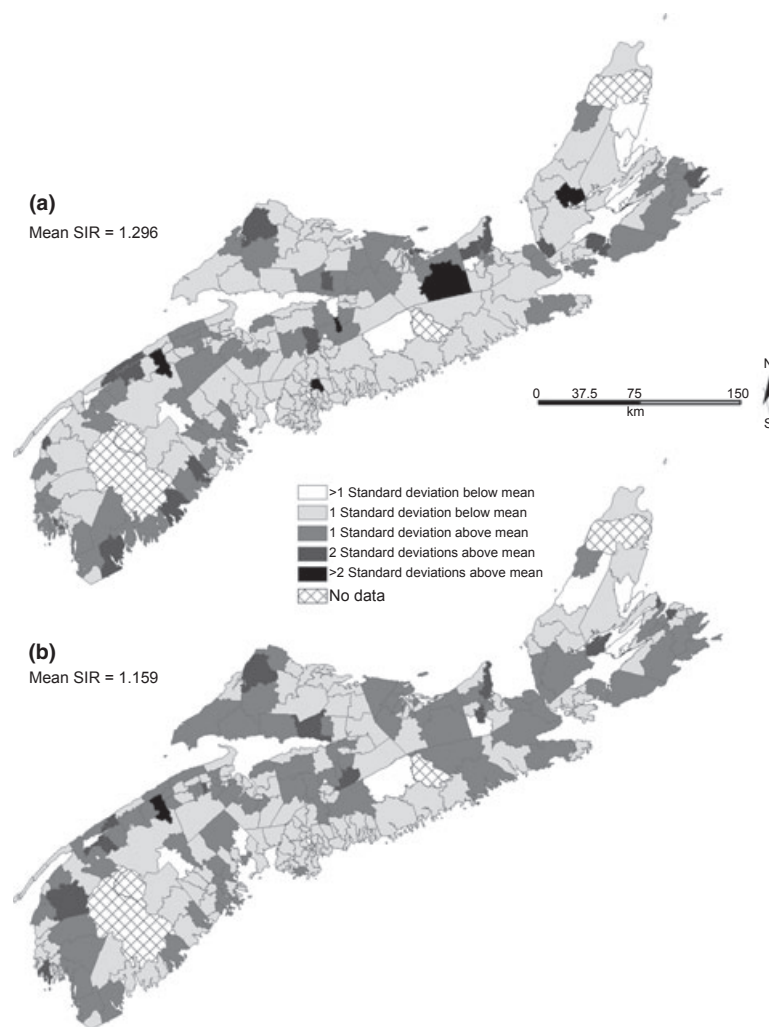 (a)
Mean SIR = 1.296
N
S
0 37.5 75 150
km
>1 Standard deviation below mean
1 Standard deviation below mean
1 Standard deviation above mean
2 Standard deviations above mean
>2 Standard deviations above mean
No data
(b)
Mean SIR = 1.159